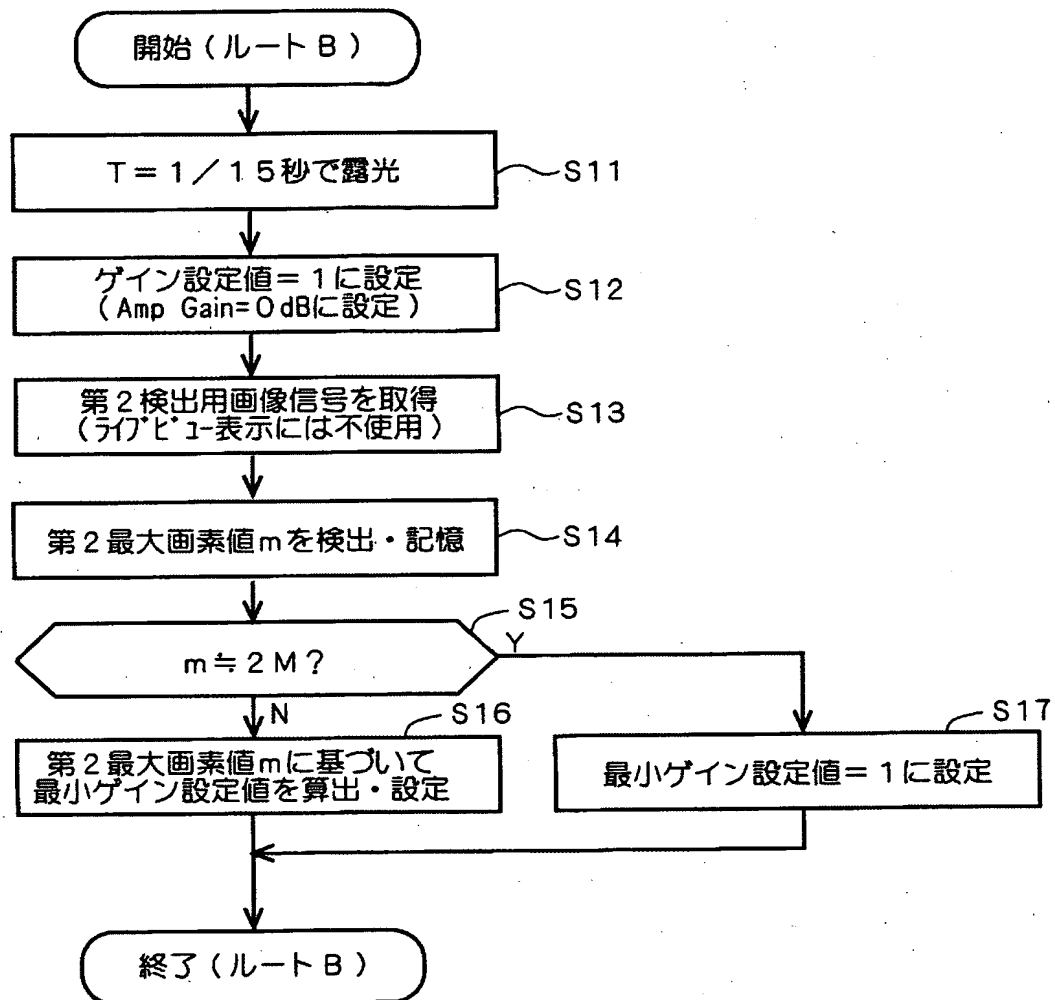 開始(ルートB)
T=1/15秒で露光
S11
ゲイン設定値=1に設定
(Amp Gain=0dBに設定)
S12
第2検出用画像信号を取得
(ライブビュー表示には不使用)
S13
第2最大画素値mを検出・記憶
S14
S15
m≒2M?
Y
N
S16
第2最大画素値mに基づいて
最小ゲイン設定値を算出・設定
S17
最小ゲイン設定値=1に設定
終了(ルートB)